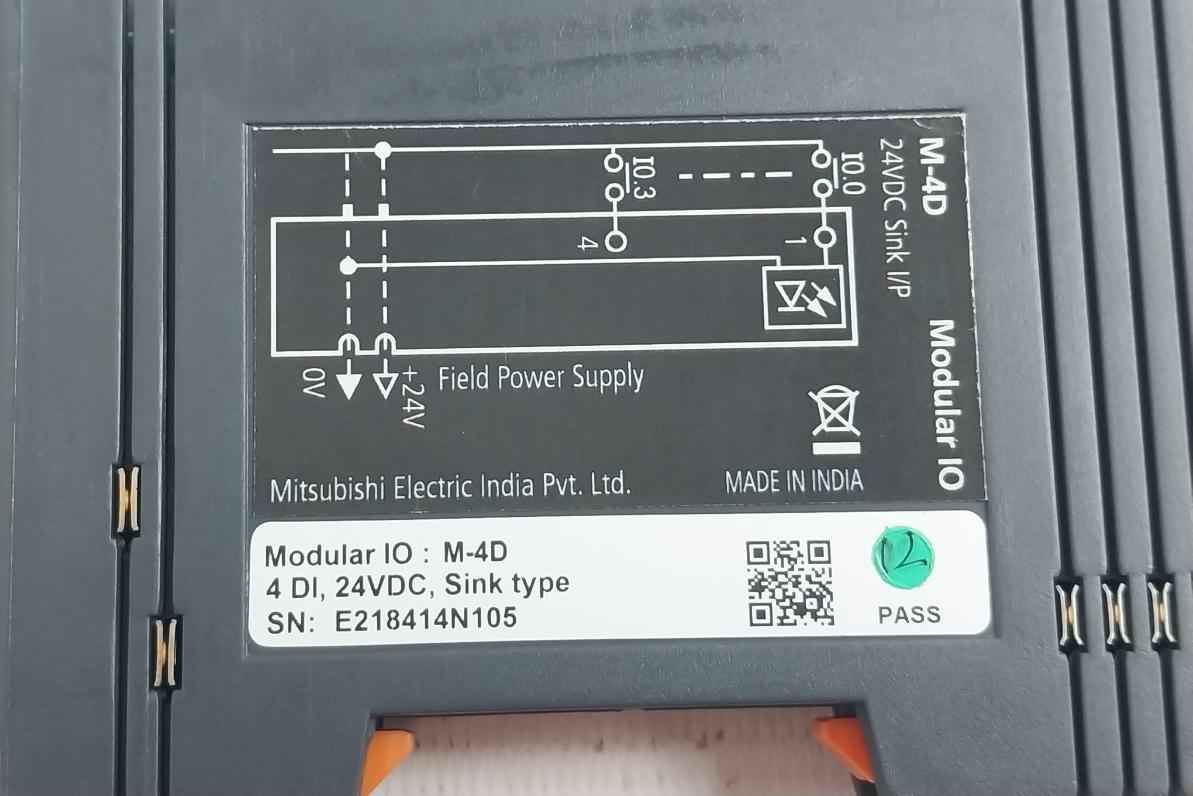 M-4D
24VDC Sink I/P
Modular IO
I0.0
I0.3
1
4
0V
+24V
Field Power Supply
Mitsubishi Electric India Pvt. Ltd.
MADE IN INDIA
Modular IO : M-4D
4 DI, 24VDC, Sink type
SN: E218414N105
12
PASS